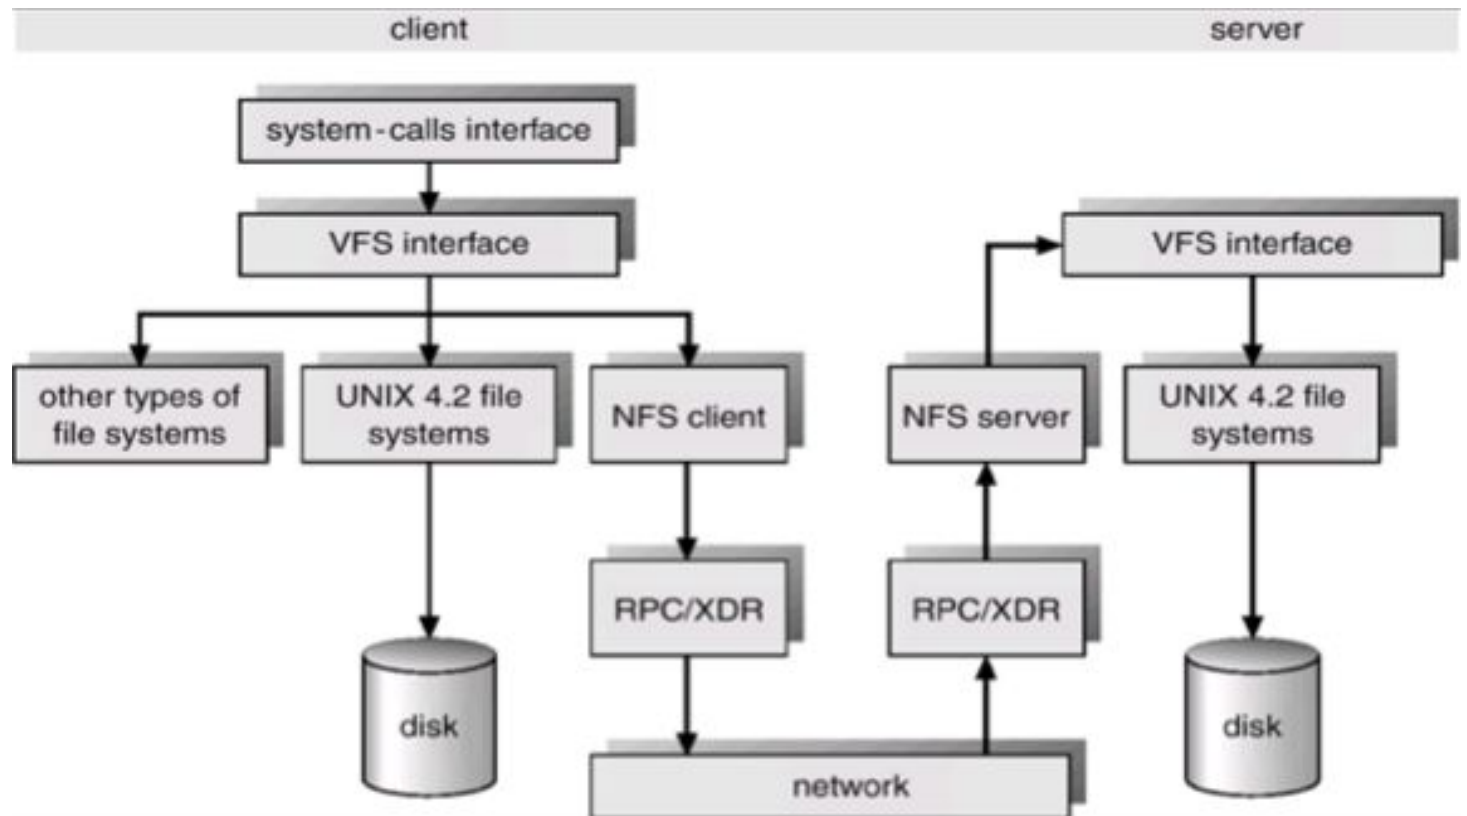 client
server
system-calls interface
VFS interface
VFS interface
other types of
file systems
UNIX 4.2 file
systems
NFS client
NFS server
UNIX 4.2 file
systems
RPC/XDR
RPC/XDR
disk
disk
network